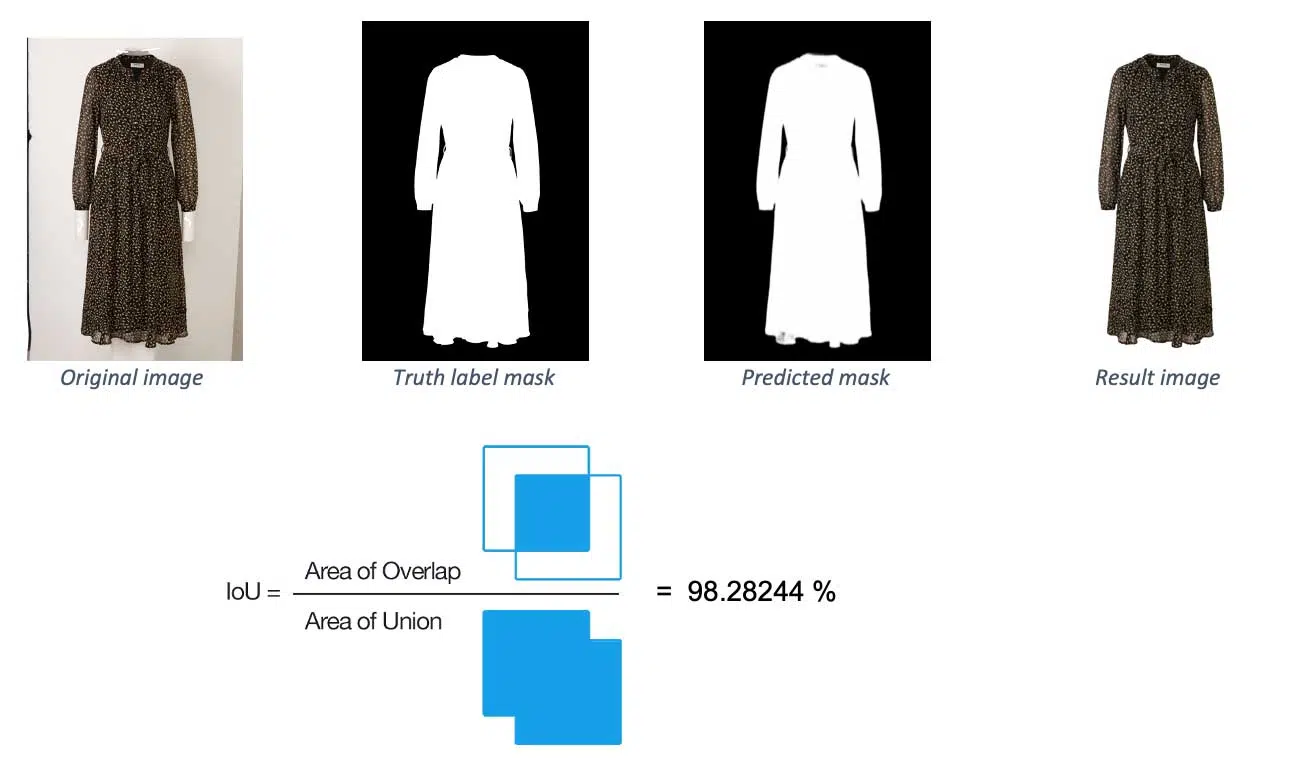 Original image
Truth label mask
Predicted mask
Result image
IoU =
Area of Overlap
Area of Union
= 98.28244 %